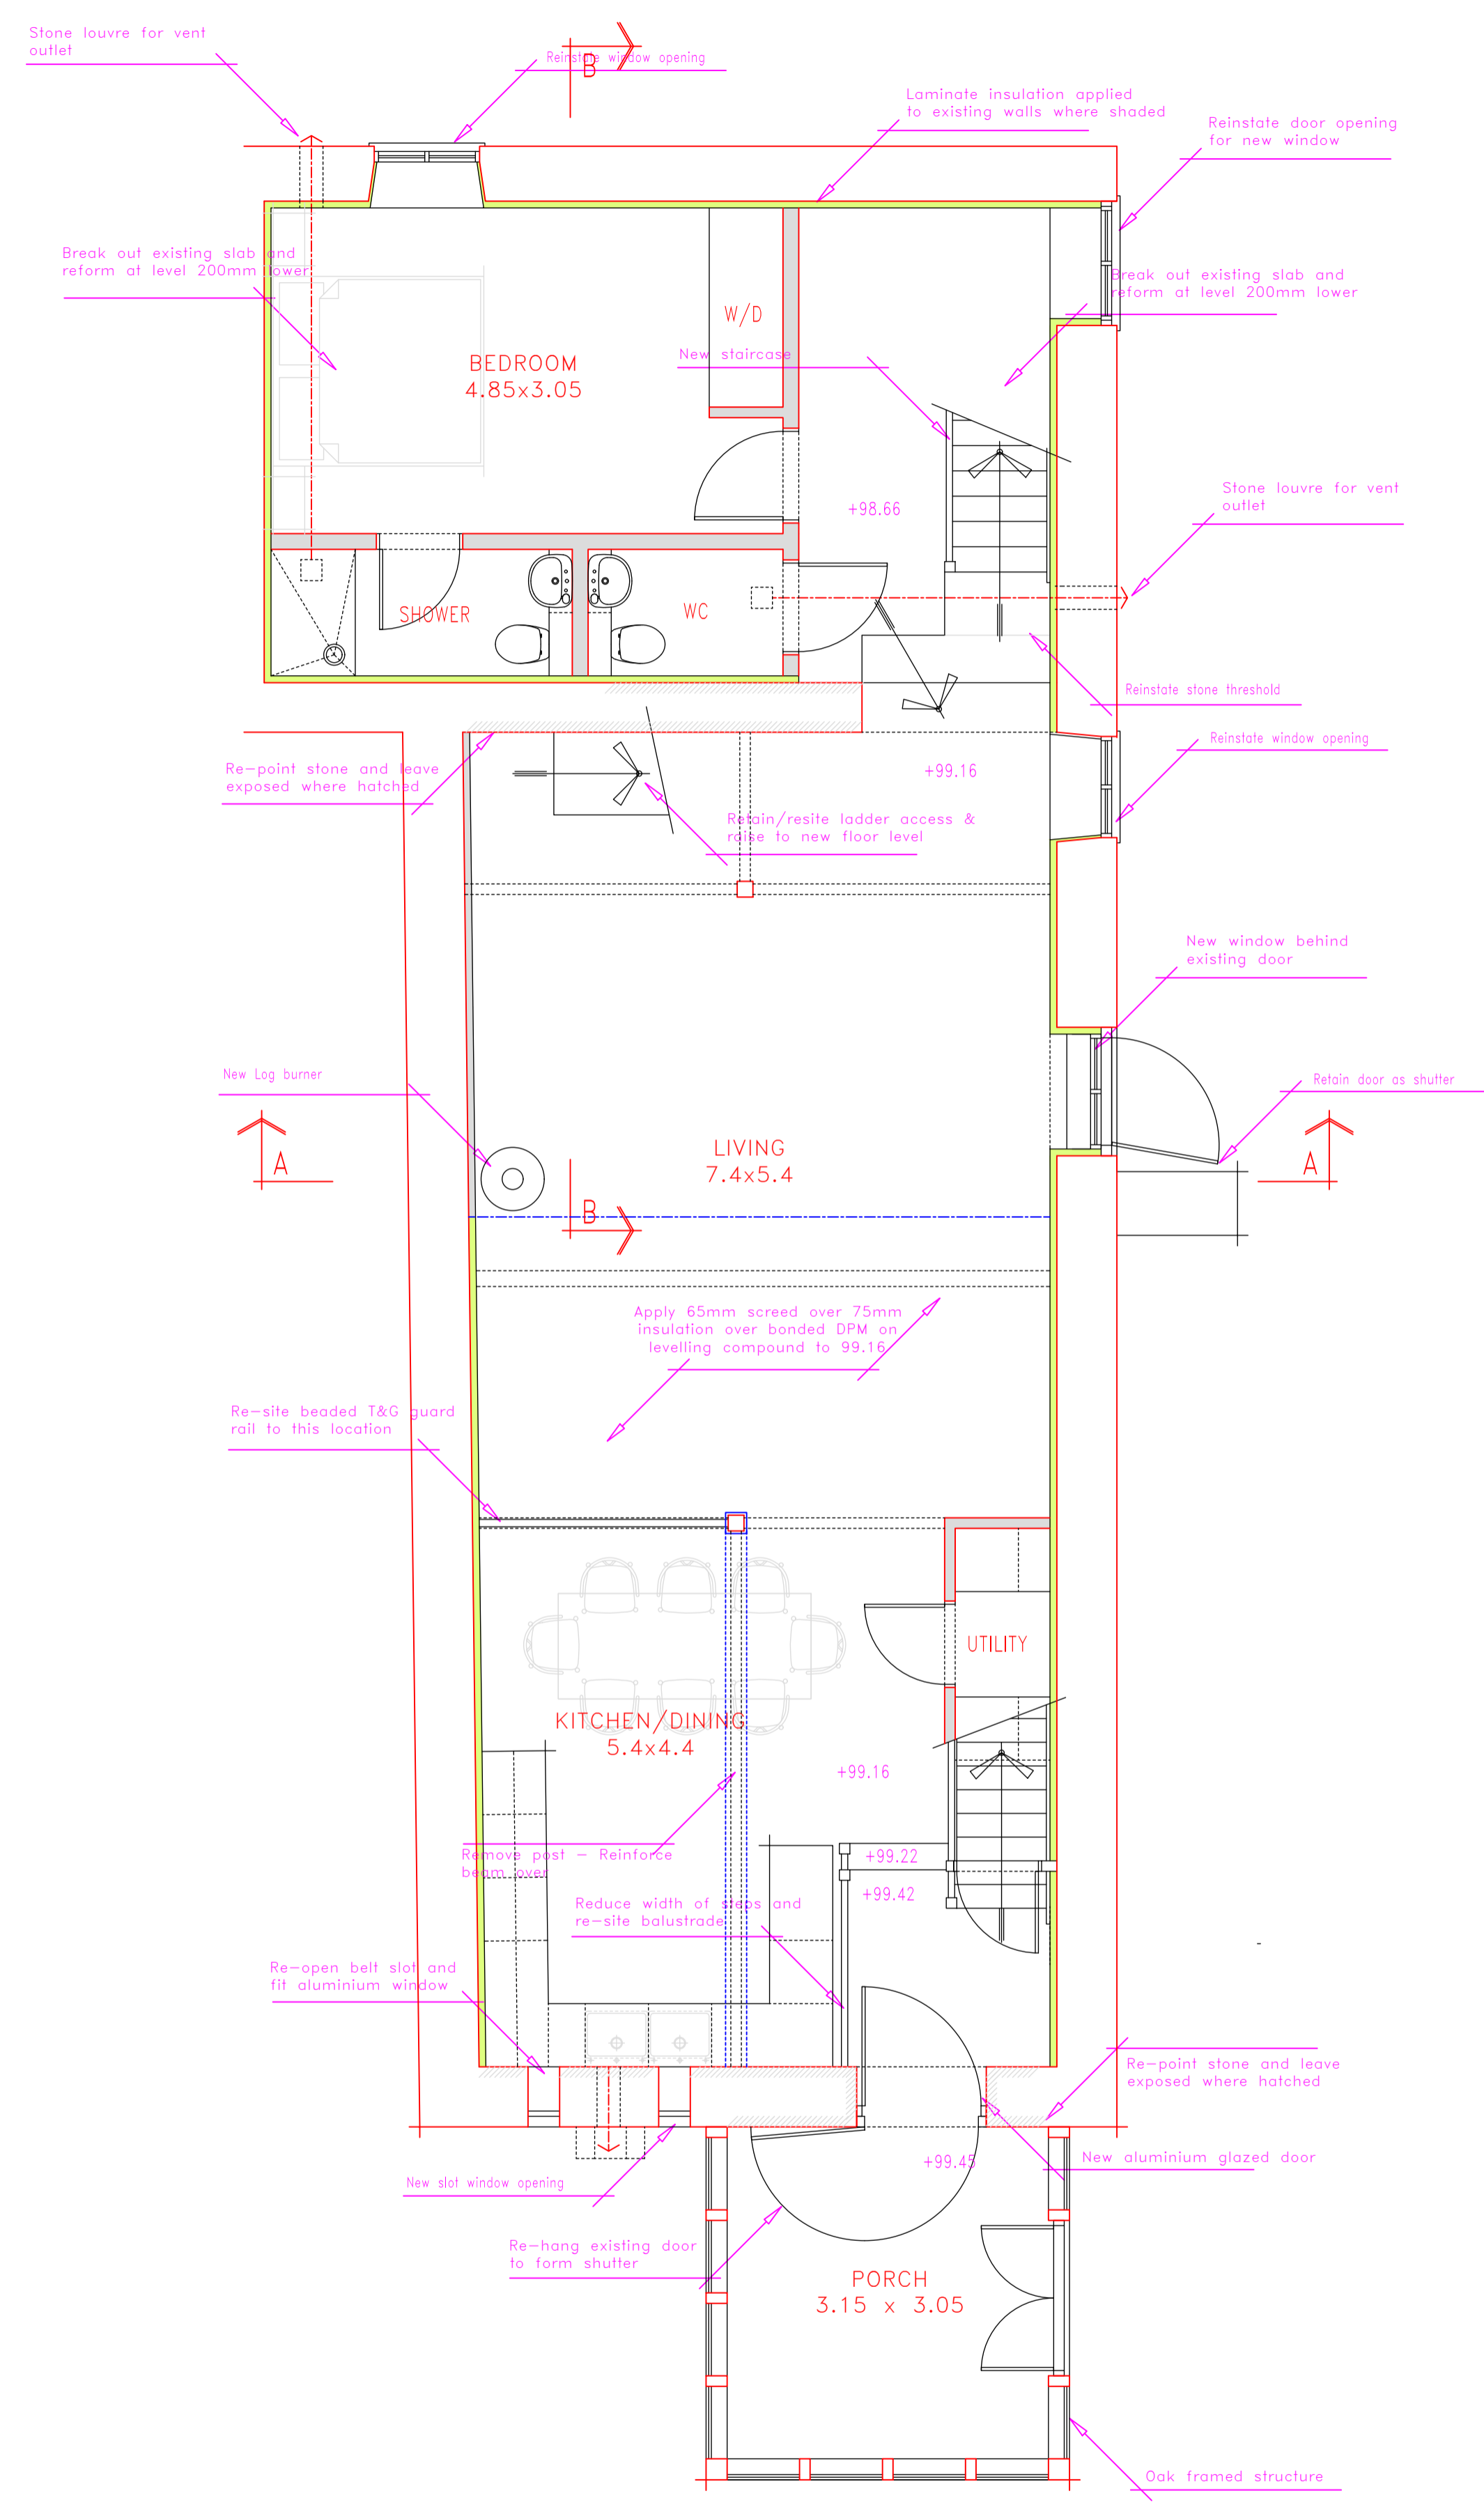 Stone louvre for vent
outlet
B
Reinstate window opening
Laminate insulation applied
to existing walls where shaded
Reinstate door opening
for new window
Break out existing slab and
reform at level 200mm lower
Break out existing slab and
reform at level 200mm lower
W/D
BEDROOM
4.85x3.05
New staircase
+98.66
Stone louvre for vent
outlet
SHOWER
WC
Reinstate stone threshold
Reinstate window opening
Re-point stone and leave
exposed where hatched
+99.16
Retain/resite ladder access &
raise to new floor level
New window behind
existing door
New Log burner
Retain door as shutter
A
A
LIVING
7.4x5.4
B
Apply 65mm screed over 75mm
insulation over bonded DPM on
levelling compound to 99.16
Re-site beaded T&G guard
rail to this location
UTILITY
KITCHEN/DINING
5.4x4.4
+99.16
Remove post - Reinforce
beam over
+99.22
+99.42
Reduce width of steps and
re-site balustrade
Re-open belt slot and
fit aluminium window
Re-point stone and leave
exposed where hatched
New slot window opening
+99.45
New aluminium glazed door
Re-hang existing door
to form shutter
PORCH
3.15 x 3.05
Oak framed structure